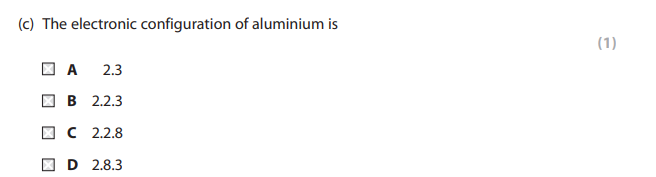 (c) The electronic configuration of aluminium is
(1)
A 2.3
B 2.2.3
C 2.2.8
D 2.8.3